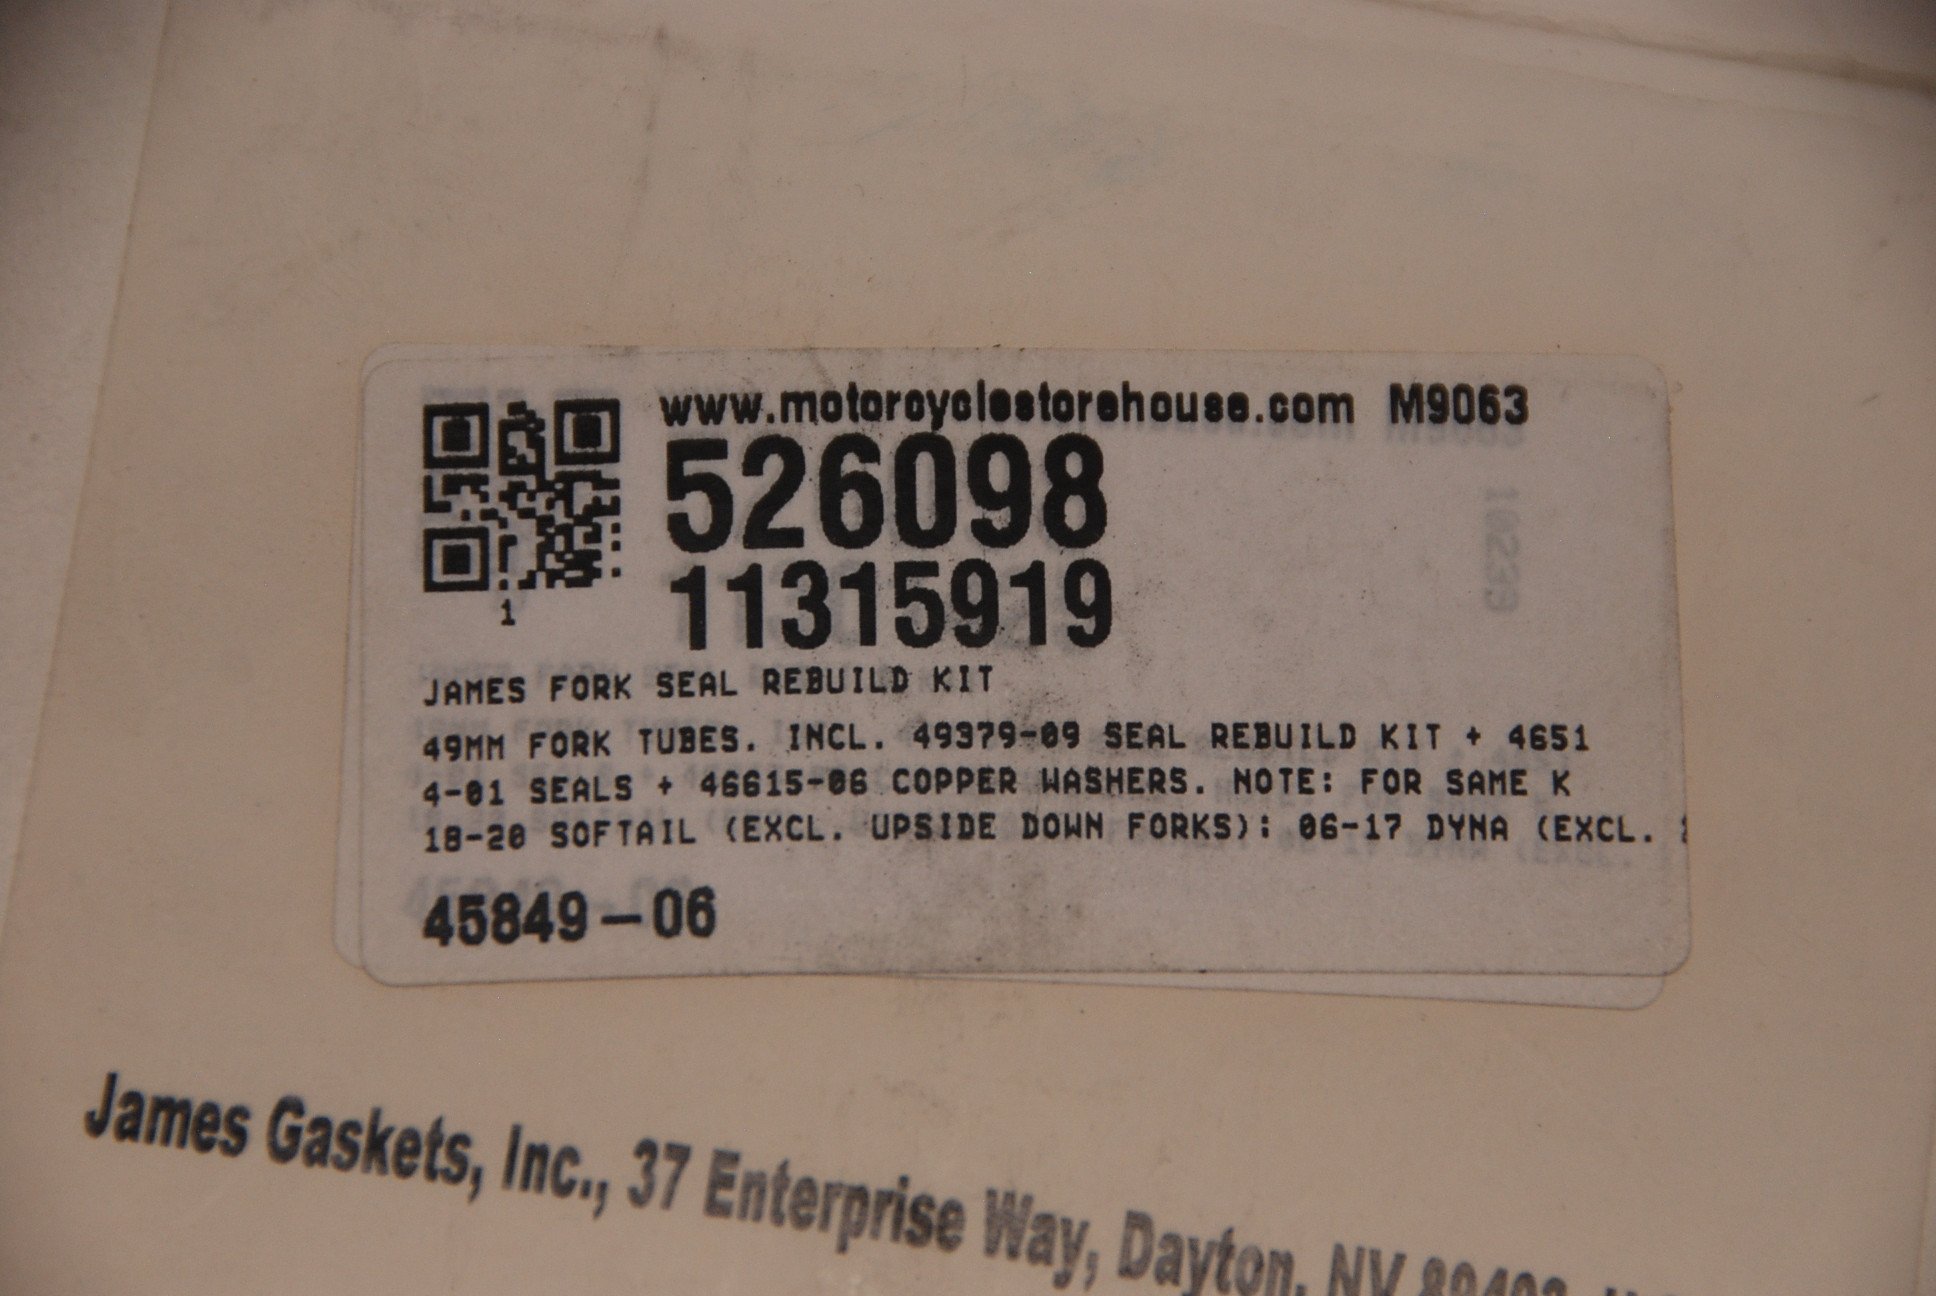 www.motorcyclestorehouse.com M9063
526098
11315919
1
JAMES FORK SEAL REBUILD KIT
49MM FORK TUBES. INCL. 49379-09 SEAL REBUILD KIT + 4651
4-01 SEALS + 46615-06 COPPER WASHERS. NOTE: FOR SAME K
18-20 SOFTAIL (EXCL. UPSIDE DOWN FORKS); 06-17 DYNA (EXCL.
45849-06
10239
James Gaskets, Inc., 37 Enterprise Way, Dayton, NV 89403